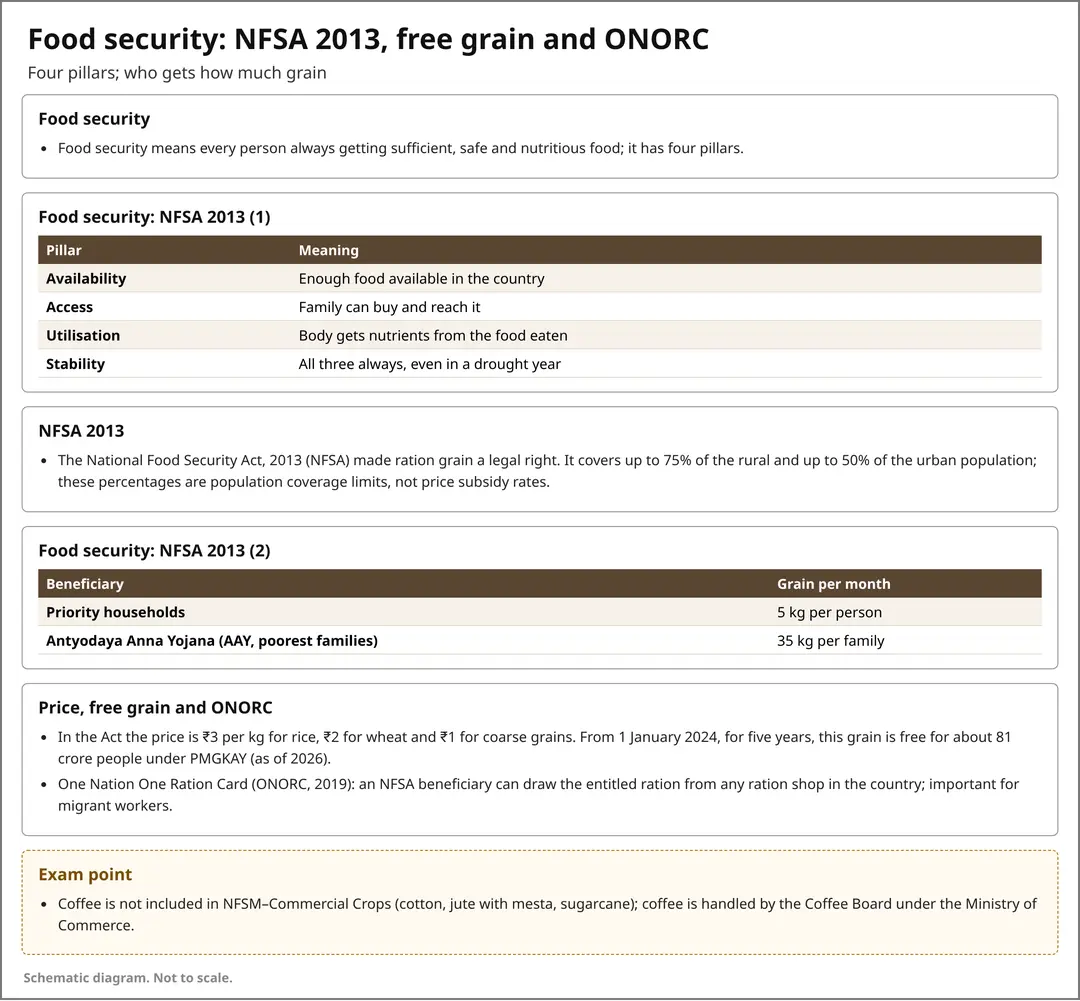 Food security: NFSA 2013, free grain and ONORC
Four pillars; who gets how much grain
Food security
• Food security means every person always getting sufficient, safe and nutritious food; it has four pillars.
Food security: NFSA 2013 (1)
Pillar Meaning
Availability Enough food available in the country
Access Family can buy and reach it
Utilisation Body gets nutrients from the food eaten
Stability All three always, even in a drought year
NFSA 2013
• The National Food Security Act, 2013 (NFSA) made ration grain a legal right. It covers up to 75% of the rural and up to 50% of the urban population;
these percentages are population coverage limits, not price subsidy rates.
Food security: NFSA 2013 (2)
Beneficiary Grain per month
Priority households 5 kg per person
Antyodaya Anna Yojana (AAY, poorest families) 35 kg per family
Price, free grain and ONORC
• In the Act the price is ₹3 per kg for rice, ₹2 for wheat and ₹1 for coarse grains. From 1 January 2024, for five years, this grain is free for about 81
crore people under PMGKAY (as of 2026).
• One Nation One Ration Card (ONORC, 2019): an NFSA beneficiary can draw the entitled ration from any ration shop in the country; important for
migrant workers.
Exam point
• Coffee is not included in NFSM–Commercial Crops (cotton, jute with mesta, sugarcane); coffee is handled by the Coffee Board under the Ministry of
Commerce.
Schematic diagram. Not to scale.